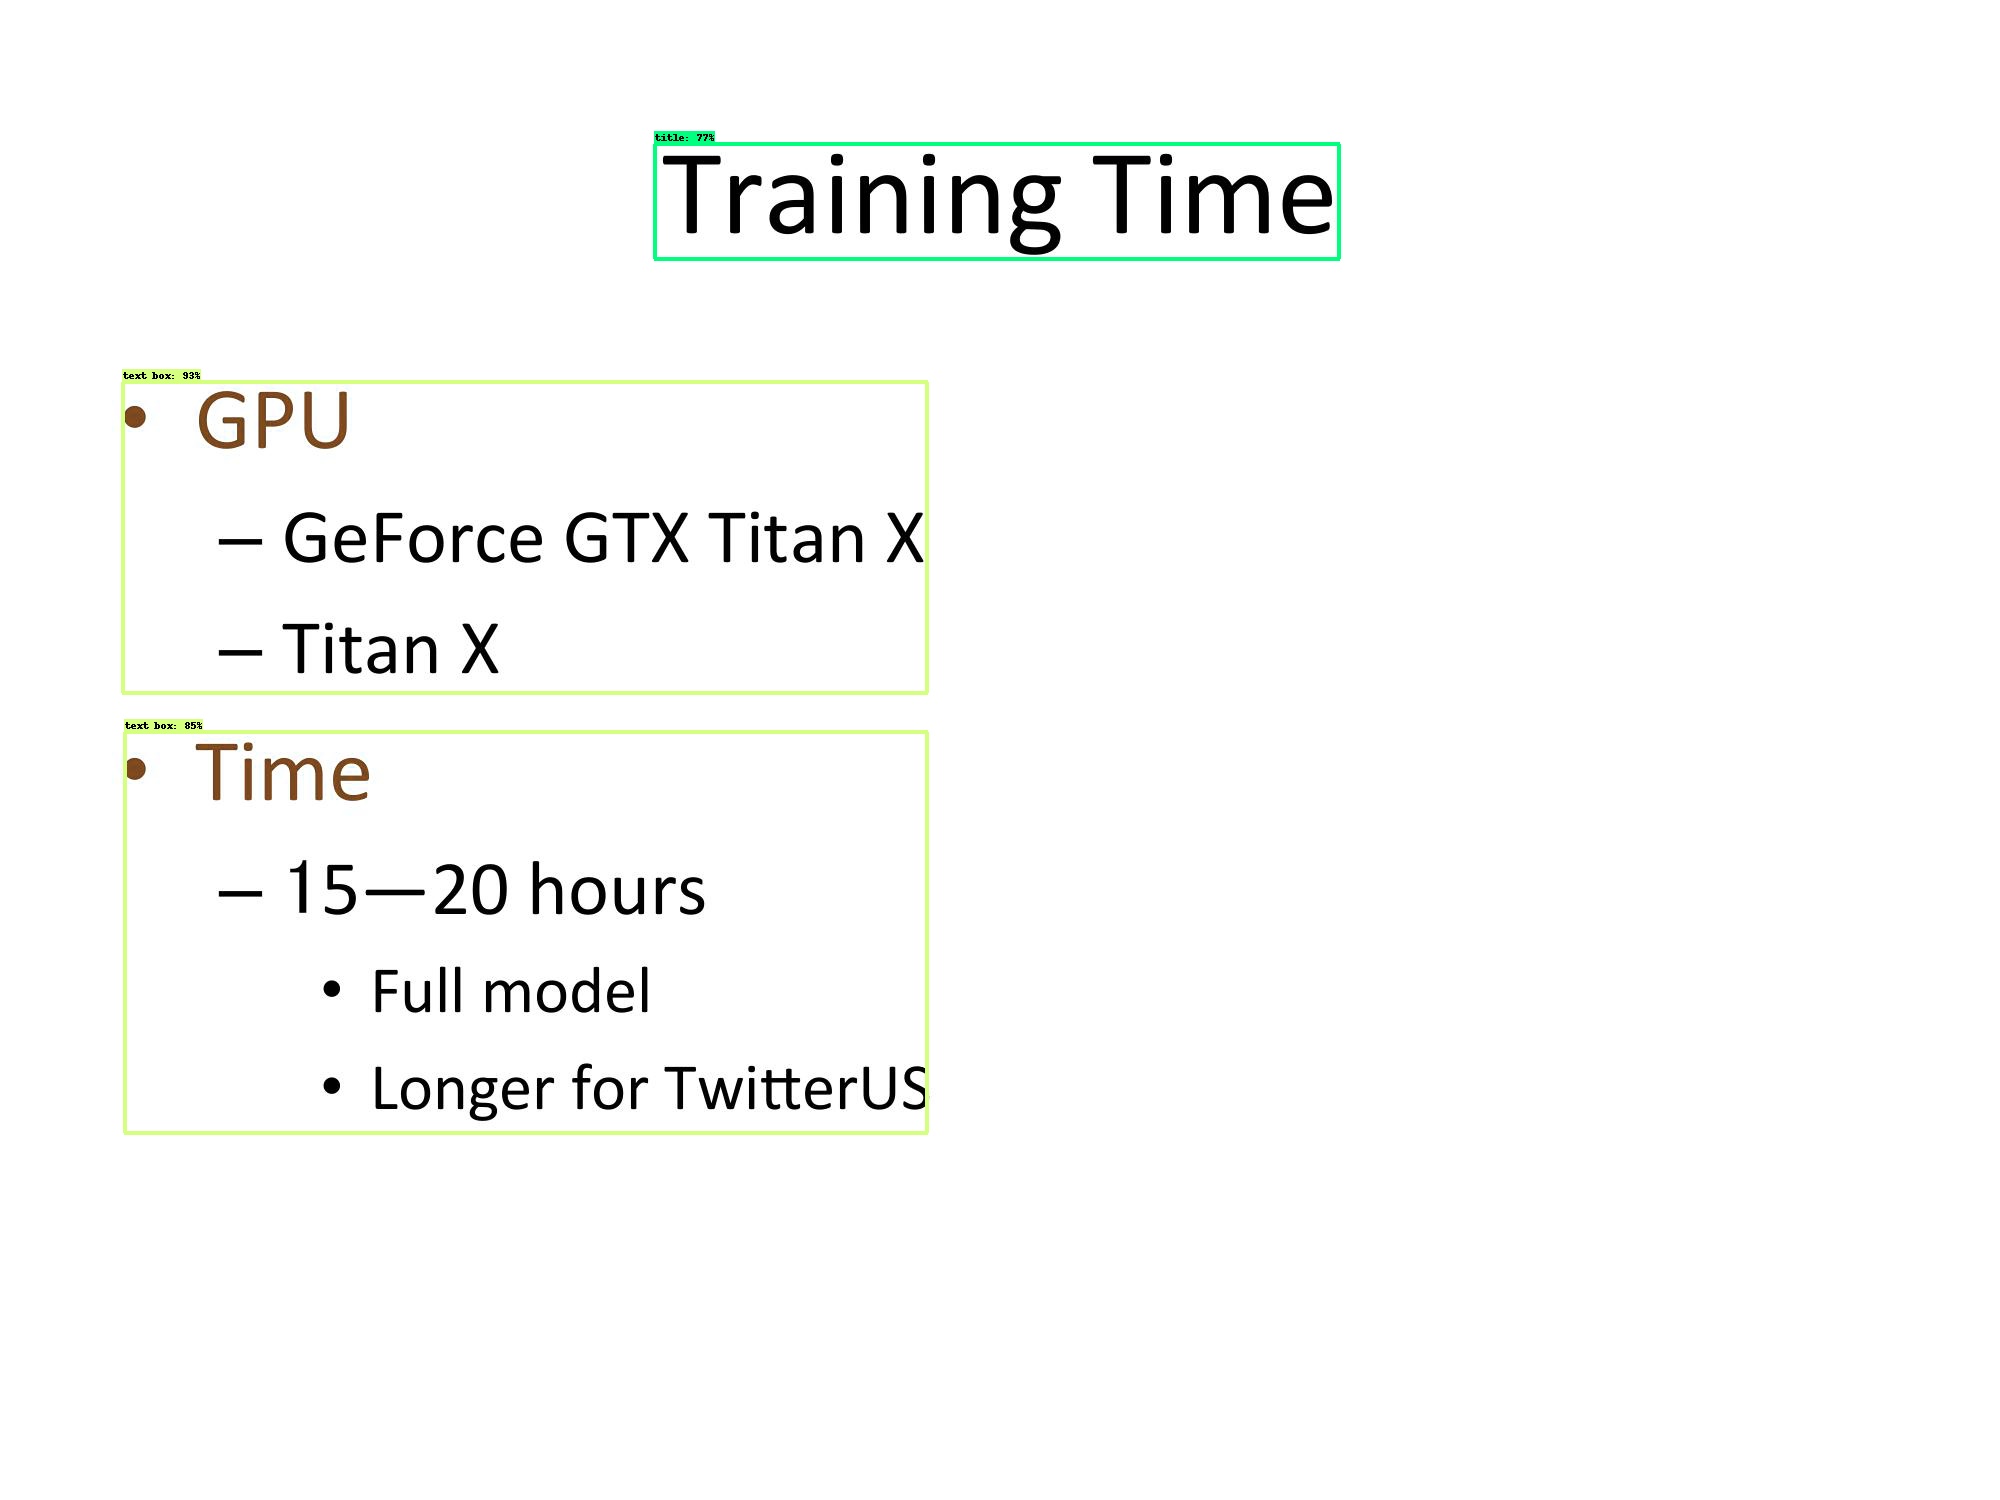 title: 77%
Training Time
text box: 93%
• GPU
– GeForce GTX Titan X
– Titan X
text box: 85%
• Time
– 15—20 hours
• Full model
• Longer for TwitterUS